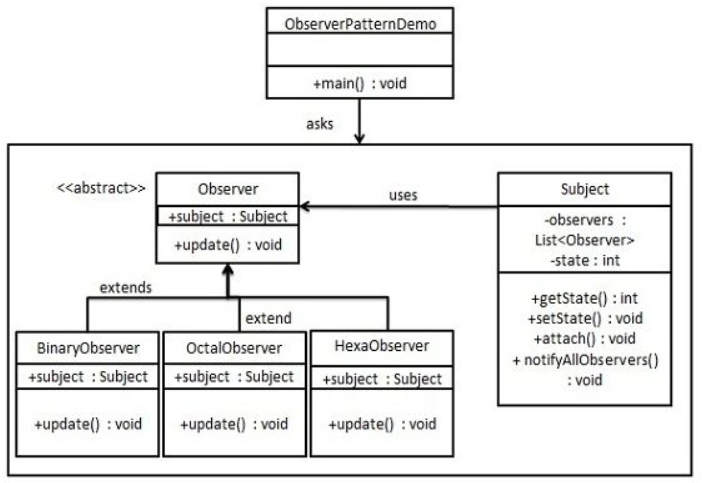 ObserverPatternDemo
+main() : void
asks
<<abstract>>
Observer
+subject : Subject
+update() : void
uses
Subject
-observers :
List<Observer>
-state : int
+getState() : int
+setState() : void
+attach() : void
+ notifyAllObservers()
: void
extends
extend
BinaryObserver
+subject : Subject
+update() : void
OctalObserver
+subject : Subject
+update() : void
HexaObserver
+subject : Subject
+update() : void